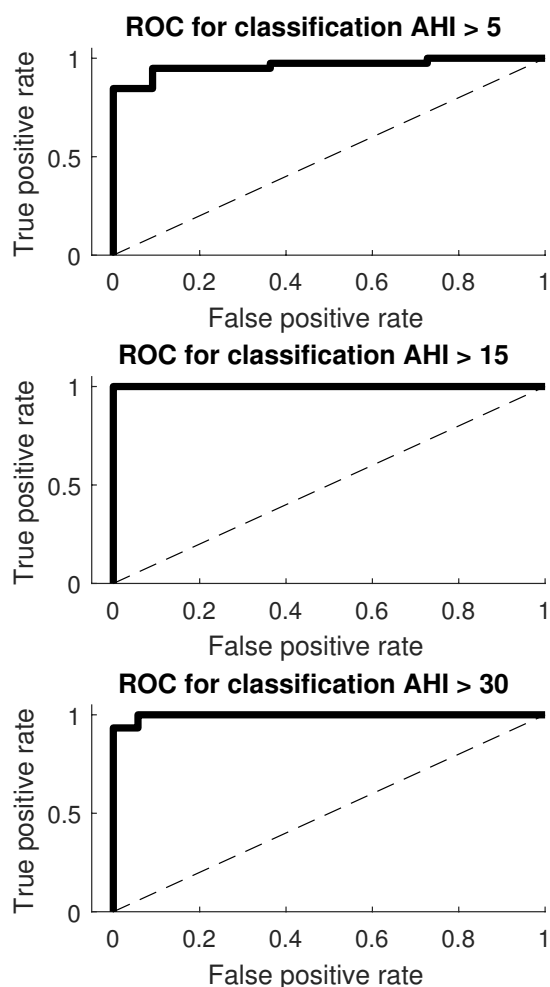 ROC for classification AHI > 5
1
0.5
0
True positive rate
0 0.2 0.4 0.6 0.8 1
False positive rate
ROC for classification AHI > 15
1
0.5
0
True positive rate
0 0.2 0.4 0.6 0.8 1
False positive rate
ROC for classification AHI > 30
1
0.5
0
True positive rate
0 0.2 0.4 0.6 0.8 1
False positive rate